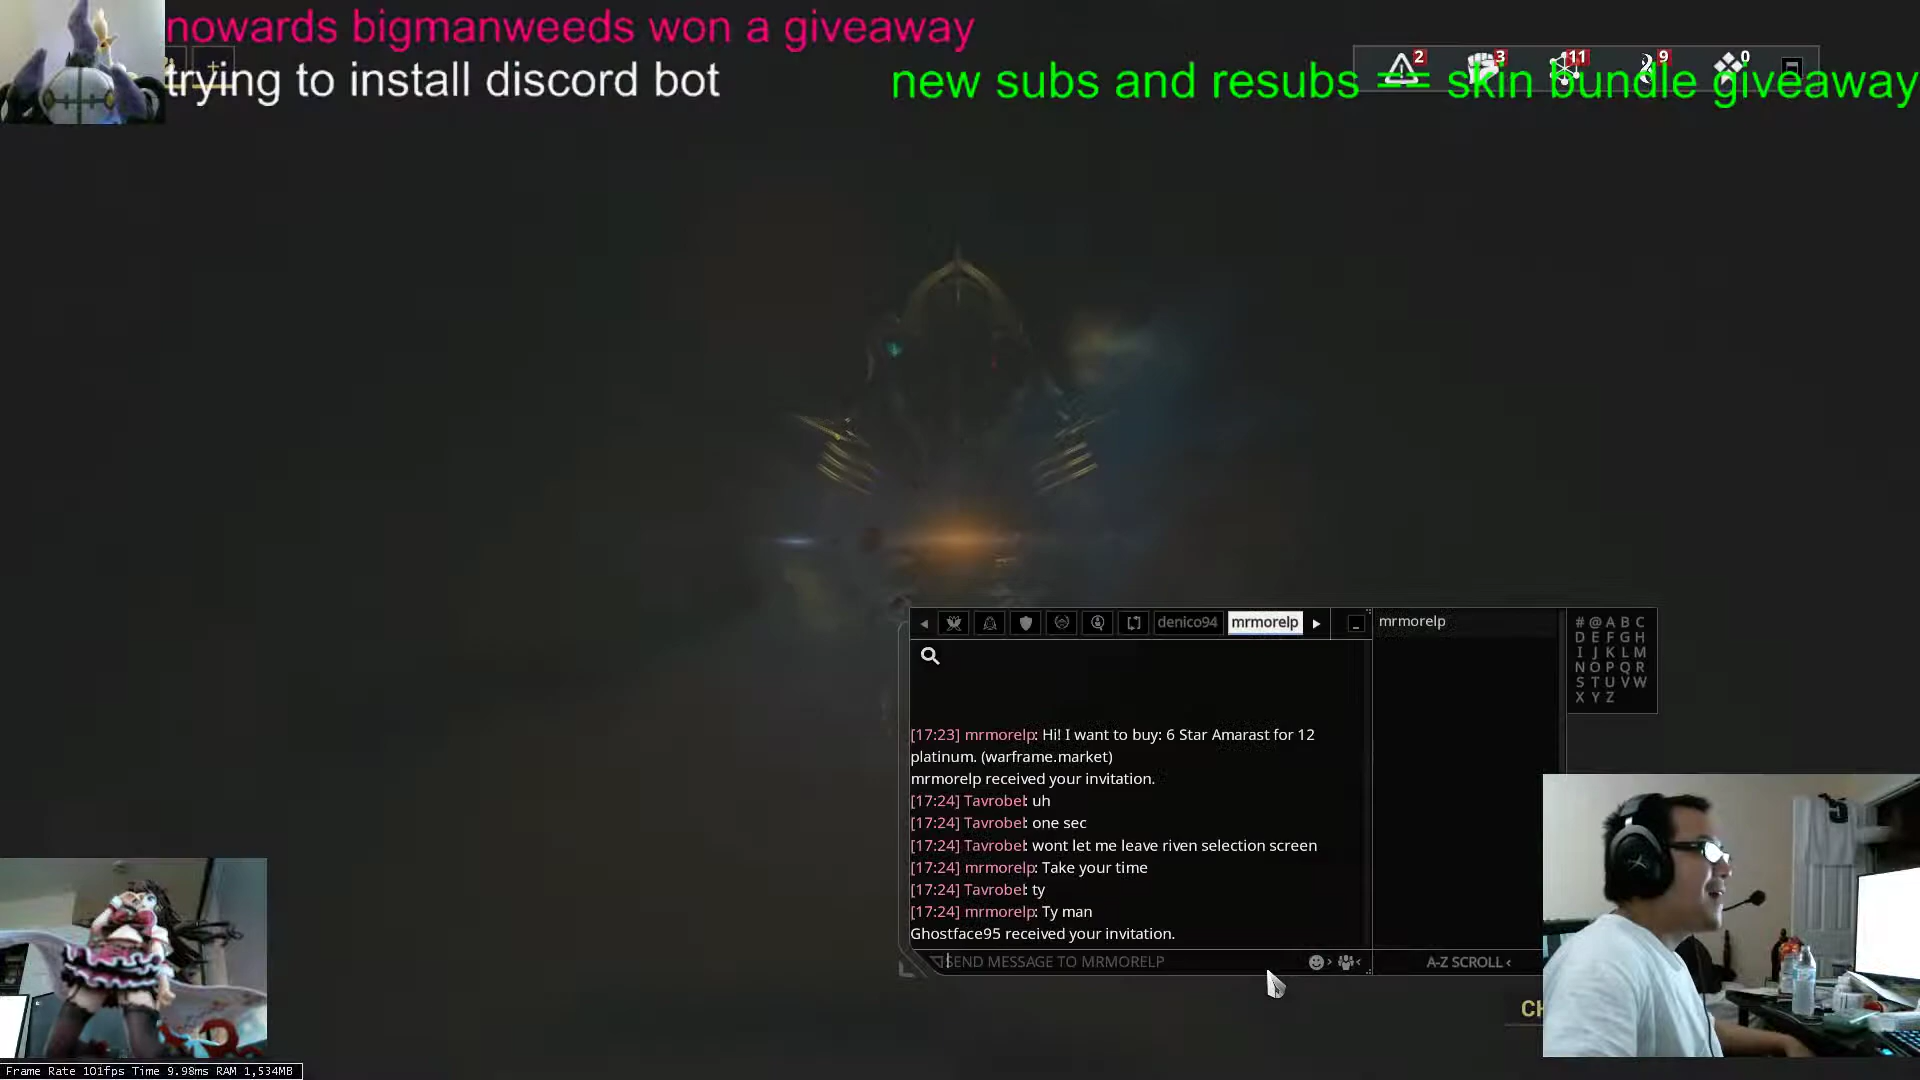 nowards bigmanweeds won a giveaway
trying to install discord bot
new subs and resubs == skin bundle giveaway
2 3 11 9 0
denico94 mrmorelp
mrmorelp
# @ A B C
D E F G H
I J K L M
N O P Q R
S T U V W
X Y Z
[17:23] mrmorelp: Hi! I want to buy: 6 Star Amarast for 12
platinum. (warframe.market)
mrmorelp received your invitation.
[17:24] Tavrobel: uh
[17:24] Tavrobel: one sec
[17:24] Tavrobel: wont let me leave riven selection screen
[17:24] mrmorelp: Take your time
[17:24] Tavrobel: ty
[17:24] mrmorelp: Ty man
Ghostface95 received your invitation.
SEND MESSAGE TO MRMORELP
A-Z SCROLL
CH
Frame Rate 101fps Time 9.98ms RAM 1,534MB